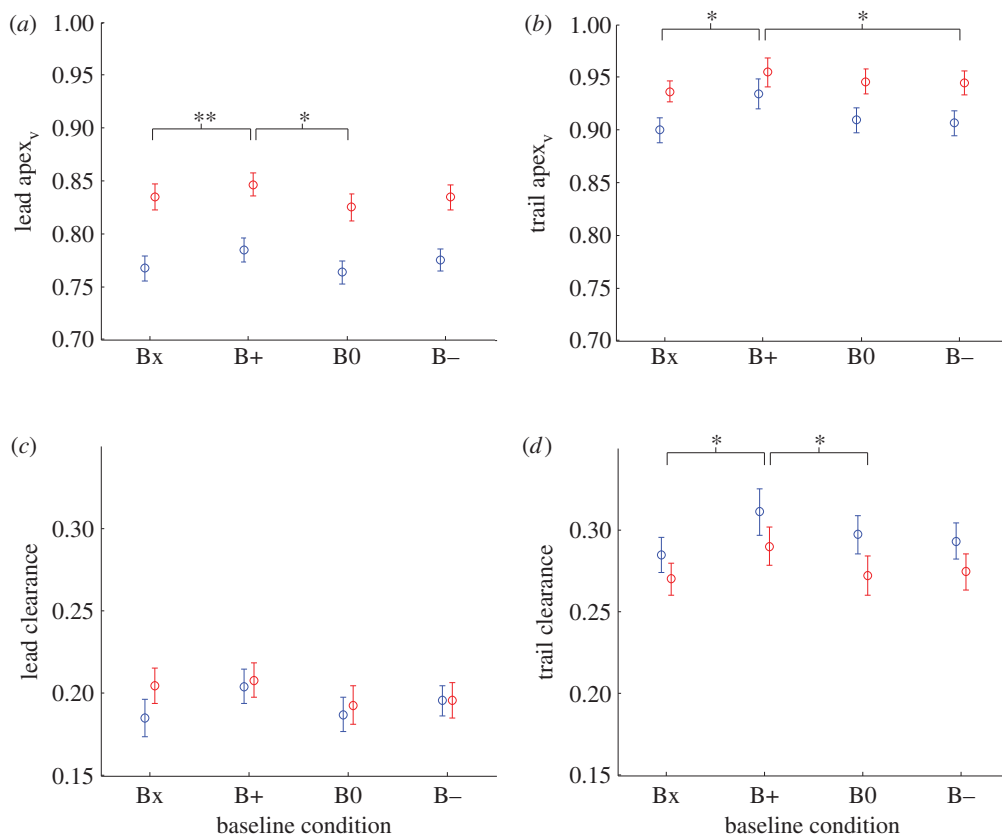 (a)
1.00
0.95
0.90
0.85
0.80
0.75
0.70
lead apexv
** *
Bx B+ B0 B–
(b)
1.00
0.95
0.90
0.85
0.80
0.75
0.70
trail apexv
* *
Bx B+ B0 B–
(c)
0.30
0.25
0.20
0.15
lead clearance
Bx B+ B0 B–
baseline condition
(d)
0.30
0.25
0.20
0.15
trail clearance
* *
Bx B+ B0 B–
baseline condition